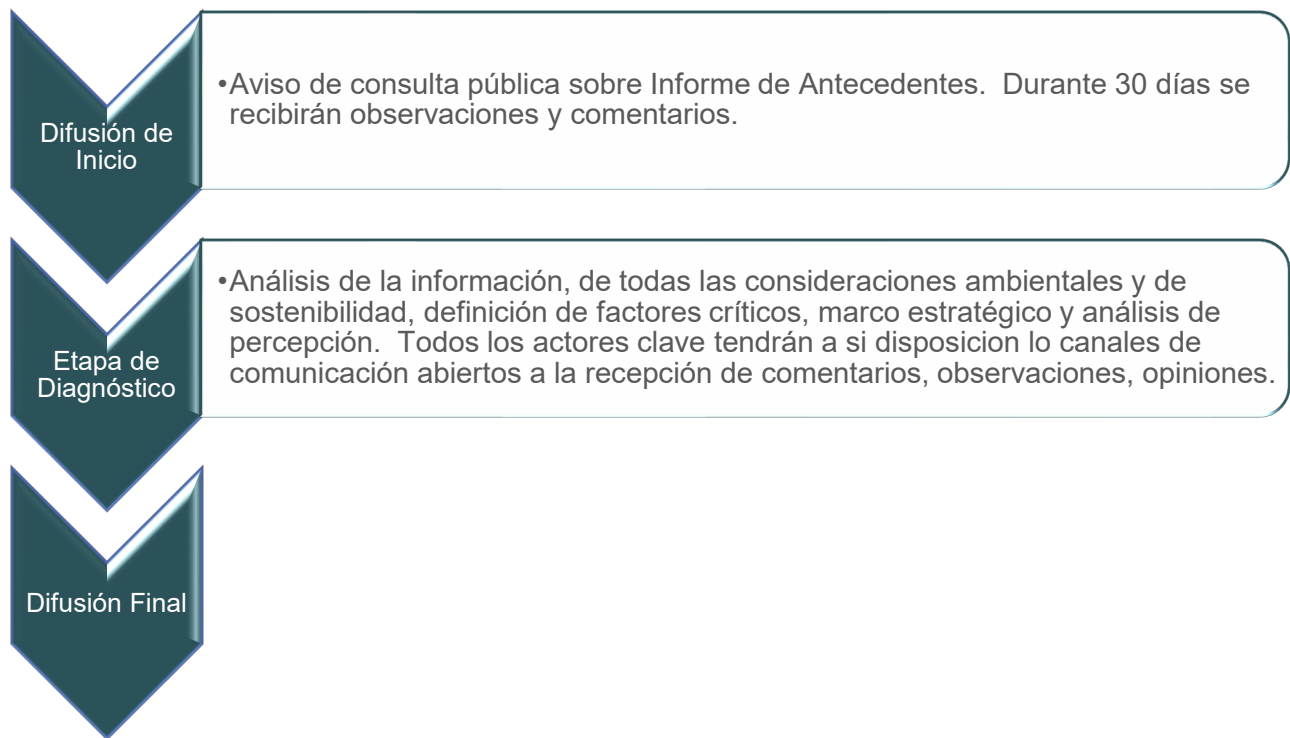 Difusión de
Inicio
•Aviso de consulta pública sobre Informe de Antecedentes.  Durante 30 días se
recibirán observaciones y comentarios.
Etapa de
Diagnóstico
•Análisis de la información, de todas las consideraciones ambientales y de
sostenibilidad, definición de factores críticos, marco estratégico y análisis de
percepción.  Todos los actores clave tendrán a si disposicion lo canales de
comunicación abiertos a la recepción de comentarios, observaciones, opiniones.
Difusión Final